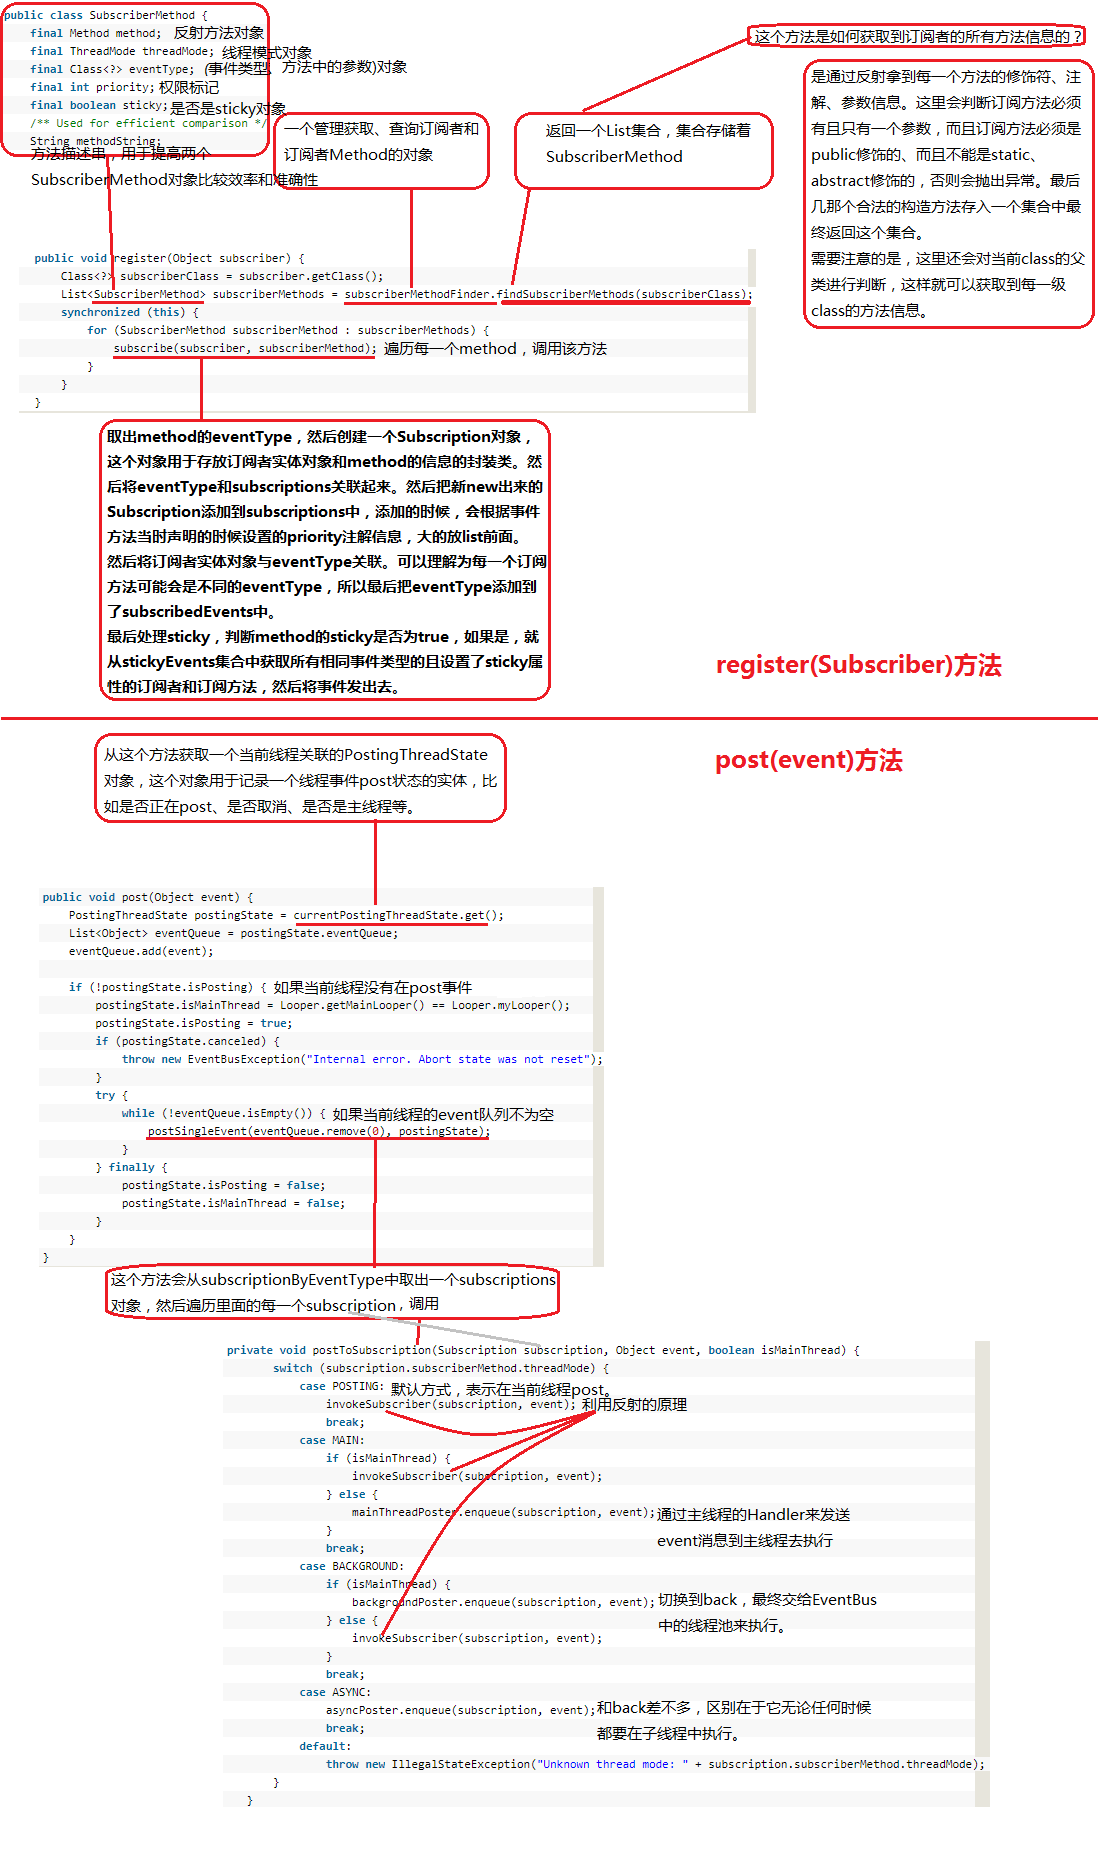 public class SubscriberMethod {
final Method method; 反射方法对象
final ThreadMode threadMode; 线程模式对象
final Class<?> eventType; (事件类型、方法中的参数)对象
final int priority; 权限标记
final boolean sticky; 是否是sticky对象
/** Used for efficient comparison */
String methodString;
方法描述串，用于提高两个
SubscriberMethod对象比较效率和准确性
一个管理获取、查询订阅者和
订阅者Method的对象
返回一个List集合，集合存储着
SubscriberMethod
这个方法是如何获取到订阅者的所有方法信息的？
是通过反射拿到每一个方法的修饰符、注
解、参数信息。这里会判断订阅方法必须
有且只有一个参数，而且订阅方法必须是
public修饰的、而且不能是static、
abstract修饰的，否则会抛出异常。最后
几那个合法的构造方法存入一个集合中最
终返回这个集合。
需要注意的是，这里还会对当前class的父
类进行判断，这样就可以获取到每一级
class的方法信息。
public void register(Object subscriber) {
Class<?> subscriberClass = subscriber.getClass();
List<SubscriberMethod> subscriberMethods = subscriberMethodFinder.findSubscriberMethods(subscriberClass);
synchronized (this) {
for (SubscriberMethod subscriberMethod : subscriberMethods) {
subscribe(subscriber, subscriberMethod); 遍历每一个method，调用该方法
}
}
}
取出method的eventType，然后创建一个Subscription对象，
这个对象用于存放订阅者实体对象和method的信息的封装类。然
后将eventType和subscriptions关联起来。然后把新new出来的
Subscription添加到subscriptions中，添加的时候，会根据事件
方法当时声明的时候设置的priority注解信息，大的放list前面。
然后将订阅者实体对象与eventType关联。可以理解为每一个订阅
方法可能会是不同的eventType，所以最后把eventType添加到
了subscribedEvents中。
最后处理sticky，判断method的sticky是否为true，如果是，就
从stickyEvents集合中获取所有相同事件类型的且设置了sticky属
性的订阅者和订阅方法，然后将事件发出去。
register(Subscriber)方法
post(event)方法
从这个方法获取一个当前线程关联的PostingThreadState
对象，这个对象用于记录一个线程事件post状态的实体，比
如是否正在post、是否取消、是否是主线程等。
public void post(Object event) {
PostingThreadState postingState = currentPostingThreadState.get();
List<Object> eventQueue = postingState.eventQueue;
eventQueue.add(event);
if (!postingState.isPosting) { 如果当前线程没有在post事件
postingState.isMainThread = Looper.getMainLooper() == Looper.myLooper();
postingState.isPosting = true;
if (postingState.canceled) {
throw new EventBusException("Internal error. Abort state was not reset");
}
try {
while (!eventQueue.isEmpty()) { 如果当前线程的event队列不为空
postSingleEvent(eventQueue.remove(0), postingState);
}
} finally {
postingState.isPosting = false;
postingState.isMainThread = false;
}
}
}
这个方法会从subscriptionByEventType中取出一个subscriptions
对象，然后遍历里面的每一个subscription，调用
private void postToSubscription(Subscription subscription, Object event, boolean isMainThread) {
switch (subscription.subscriberMethod.threadMode) {
case POSTING: 默认方式，表示在当前线程post。
invokeSubscriber(subscription, event); 利用反射的原理
break;
case MAIN:
if (isMainThread) {
invokeSubscriber(subscription, event);
} else {
mainThreadPoster.enqueue(subscription, event); 通过主线程的Handler来发送
event消息到主线程去执行
}
break;
case BACKGROUND:
if (isMainThread) {
backgroundPoster.enqueue(subscription, event); 切换到back，最终交给EventBus
中的线程池来执行。
} else {
invokeSubscriber(subscription, event);
}
break;
case ASYNC:
asyncPoster.enqueue(subscription, event); 和back差不多，区别在于它无论任何时候
都要在子线程中执行。
break;
default:
throw new IllegalStateException("Unknown thread mode: " + subscription.subscriberMethod.threadMode);
}
}